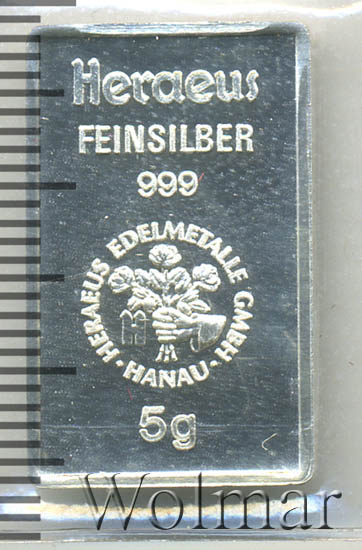 Heraeus
FEINSILBER
999
HERAEUS EDELMETALLE GMBH
· HANAU ·
5g
Wolmar